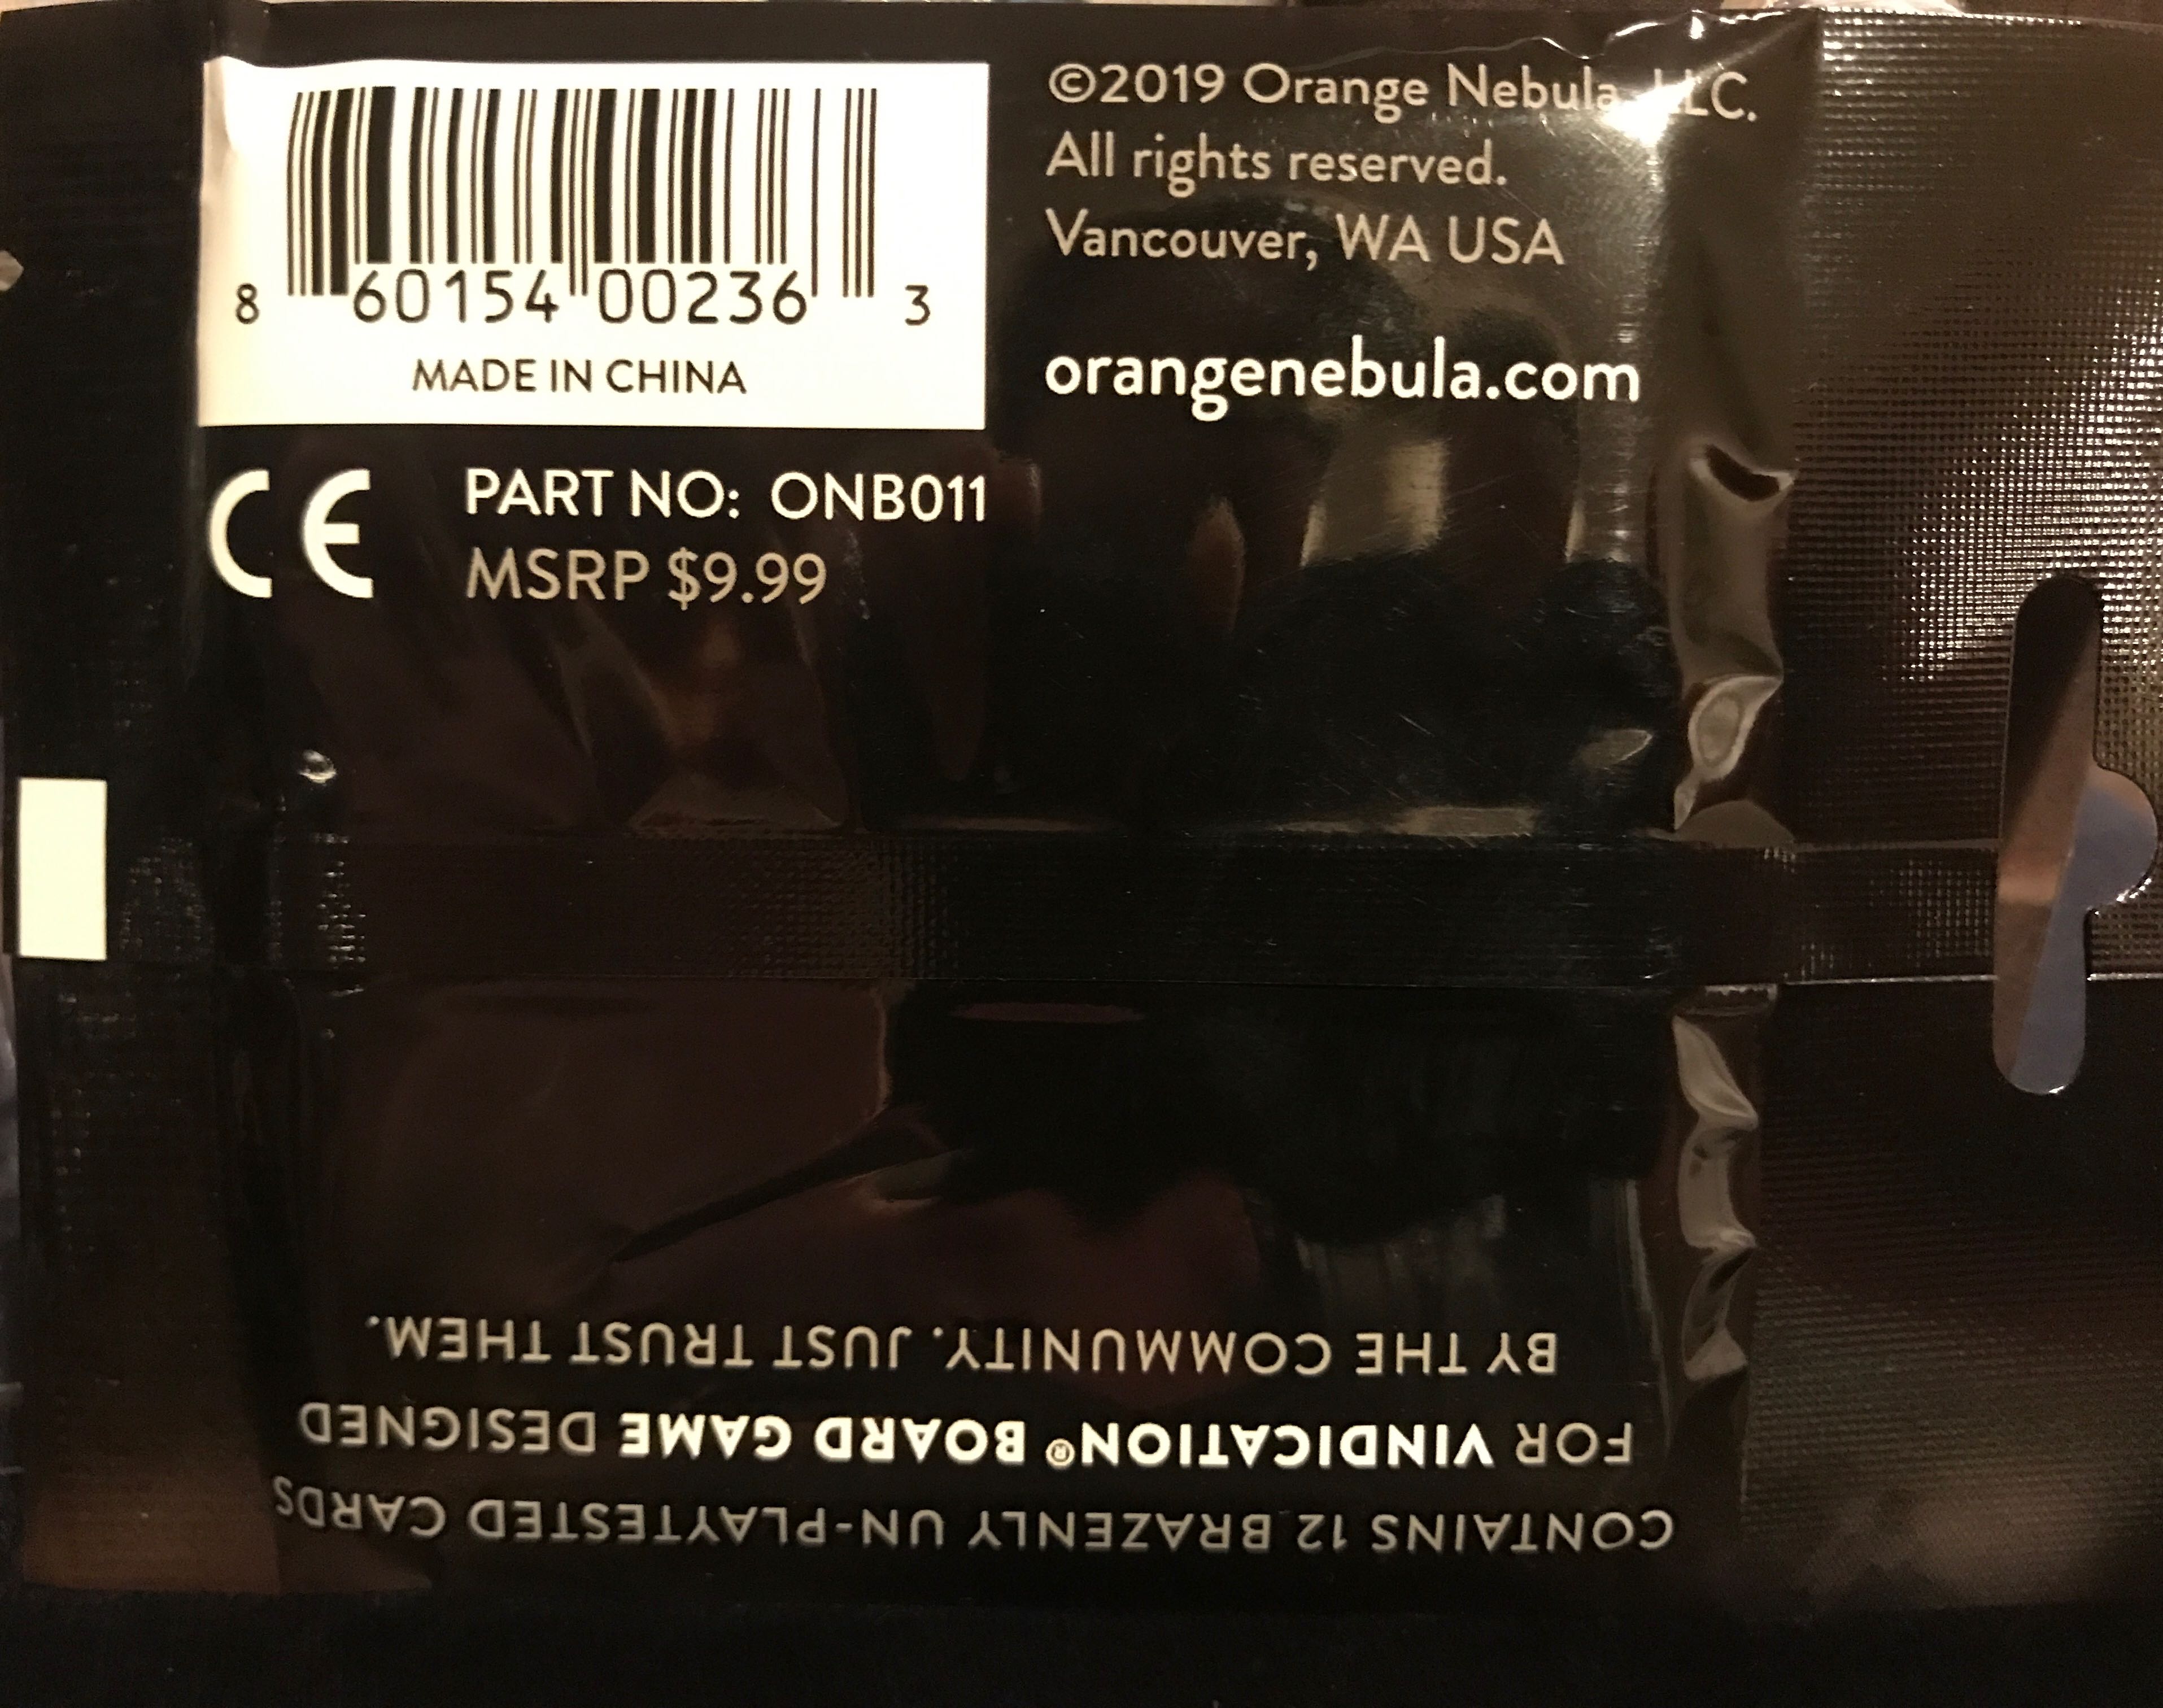 ©2019 Orange Nebula, LLC.
All rights reserved.
Vancouver, WA USA
orangenebula.com
8 60154 00236 3
MADE IN CHINA
CE
PART NO: ONB011
MSRP $9.99
CONTAINS 12 BRAZENLY UN-PLAYTESTED CARDS
FOR VINDICATION® BOARD GAME DESIGNED
BY THE COMMUNITY. JUST TRUST THEM.